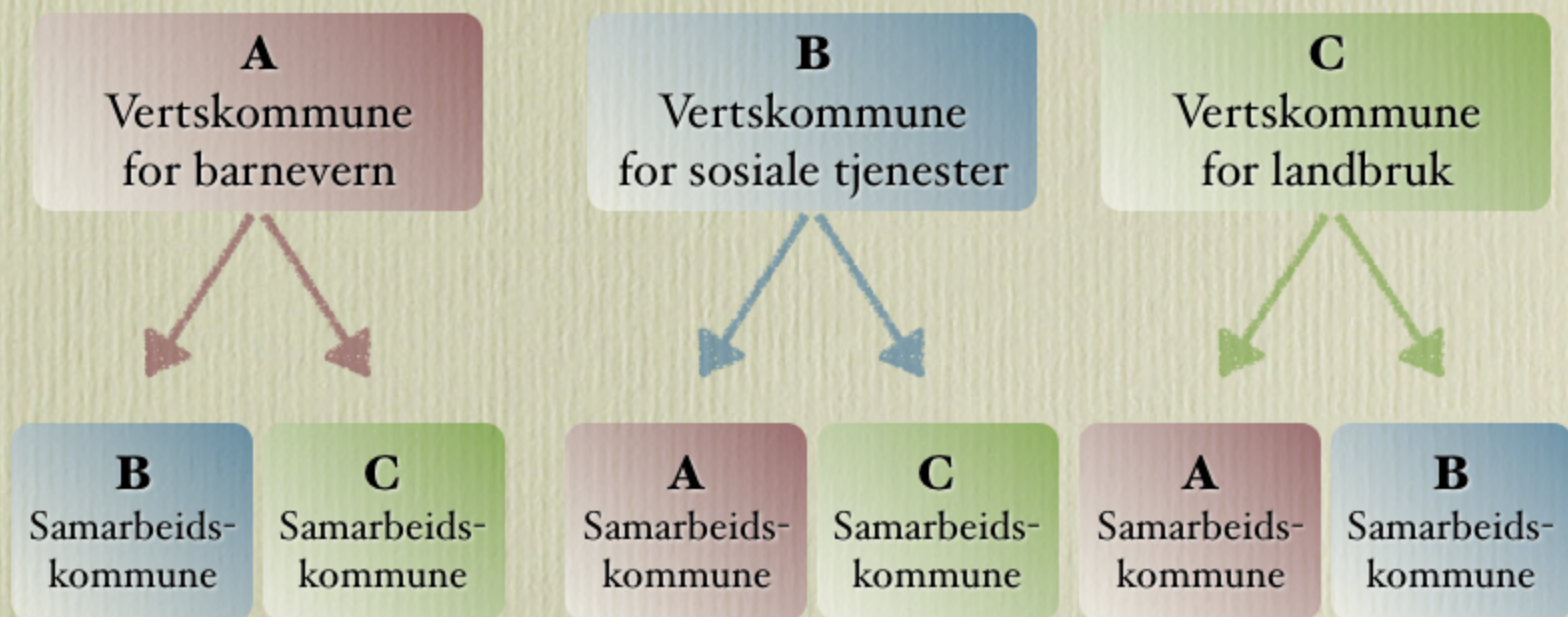 A
Vertskommune
for barnevern
B
Vertskommune
for sosiale tjenester
C
Vertskommune
for landbruk
B
Samarbeids-
kommune
C
Samarbeids-
kommune
A
Samarbeids-
kommune
C
Samarbeids-
kommune
A
Samarbeids-
kommune
B
Samarbeids-
kommune